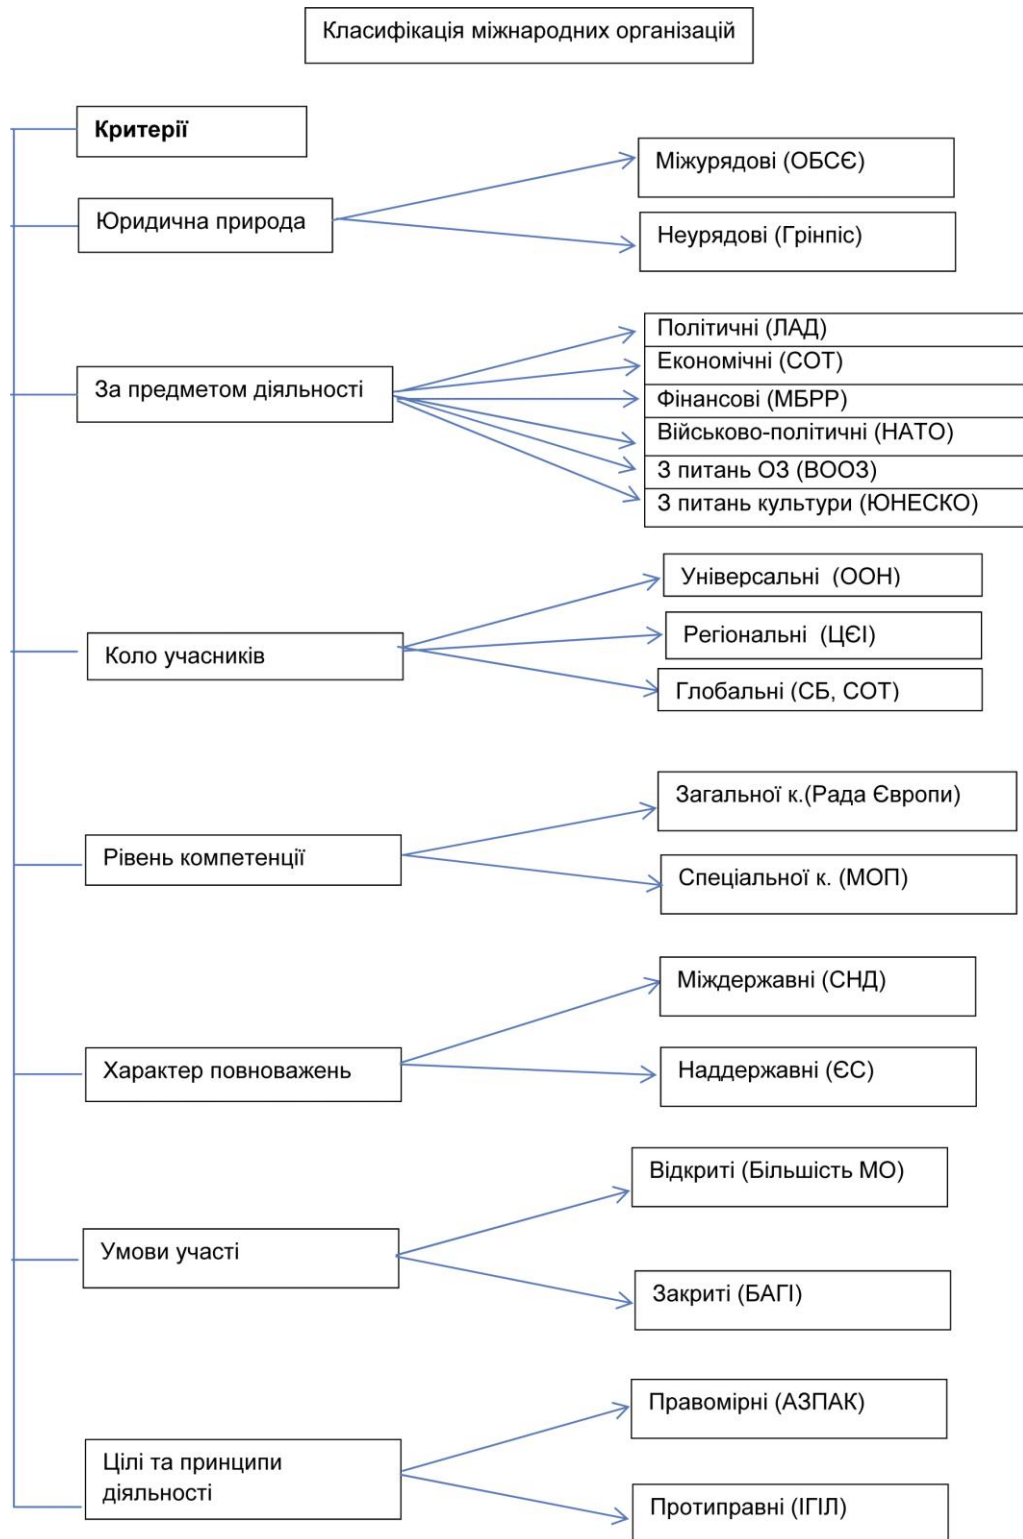 Класифікація міжнародних організацій
Критерії
Юридична природа
Міжурядові (ОБСЄ)
Неурядові (Грінпіс)
За предметом діяльності
Політичні (ЛАД)
Економічні (СОТ)
Фінансові (МБРР)
Військово-політичні (НАТО)
З питань ОЗ (ВООЗ)
З питань культури (ЮНЕСКО)
Коло учасників
Універсальні (ООН)
Регіональні (ЦЄІ)
Глобальні (СБ, СОТ)
Рівень компетенції
Загальної к.(Рада Європи)
Спеціальної к. (МОП)
Характер повноважень
Міждержавні (СНД)
Наддержавні (ЄС)
Умови участі
Відкриті (Більшість МО)
Закриті (БАГІ)
Цілі та принципи
діяльності
Правомірні (АЗПАК)
Протиправні (ІГІЛ)